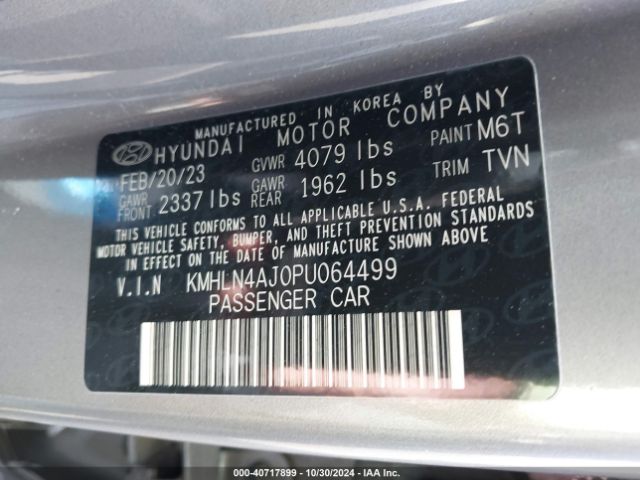 MANUFACTURED IN KOREA BY
HYUNDAI MOTOR COMPANY
FEB/20/23 GVWR 4079 lbs PAINT M6T
GAWR FRONT 2337 lbs GAWR REAR 1962 lbs TRIM TVN
THIS VEHICLE CONFORMS TO ALL APPLICABLE U.S.A. FEDERAL
MOTOR VEHICLE SAFETY, BUMPER, AND THEFT PREVENTION STANDARDS
IN EFFECT ON THE DATE OF MANUFACTURE SHOWN ABOVE.
V.I.N KMHLN4AJ0PU064499
PASSENGER CAR
000-40717899 | 10/30/2024 | IAA, LLC